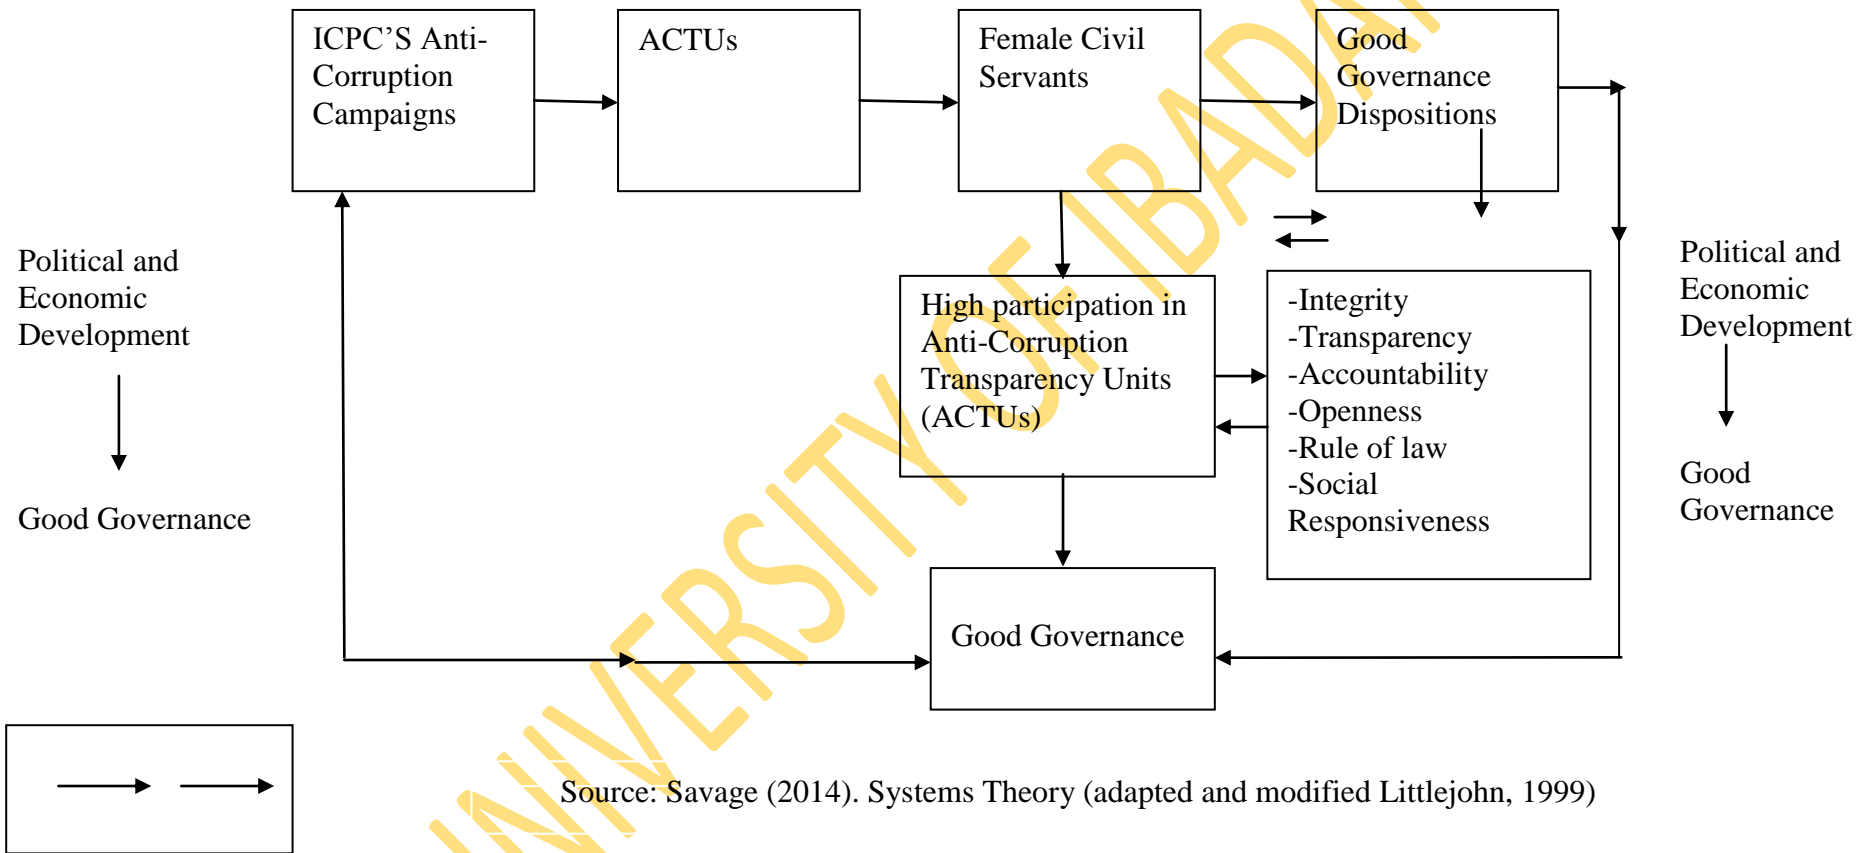 ICPC'S Anti-
Corruption
Campaigns
ACTUs
Female Civil
Servants
Good
Governance
Dispositions
Political and
Economic
Development
Good Governance
High participation in
Anti-Corruption
Transparency Units
(ACTUs)
-Integrity
-Transparency
-Accountability
-Openness
-Rule of law
-Social
Responsiveness
Political and
Economic
Development
Good
Governance
Good Governance
Source: Savage (2014). Systems Theory (adapted and modified Littlejohn, 1999)
UNIVERSITY OF IBADAN